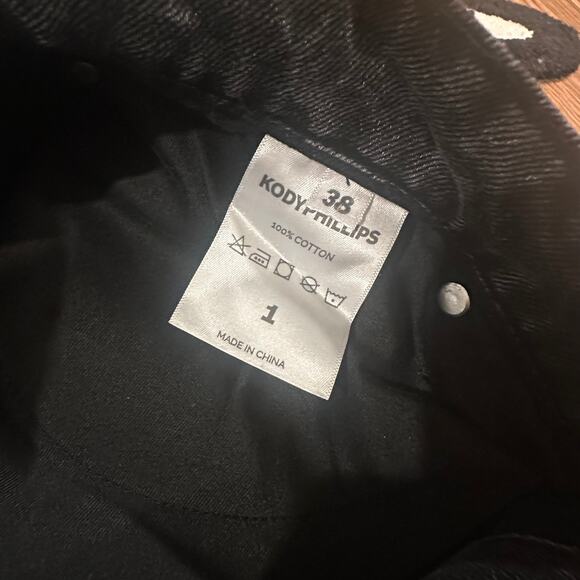 38
KODYPHILLIPS
100% COTTON
1
MADE IN CHINA